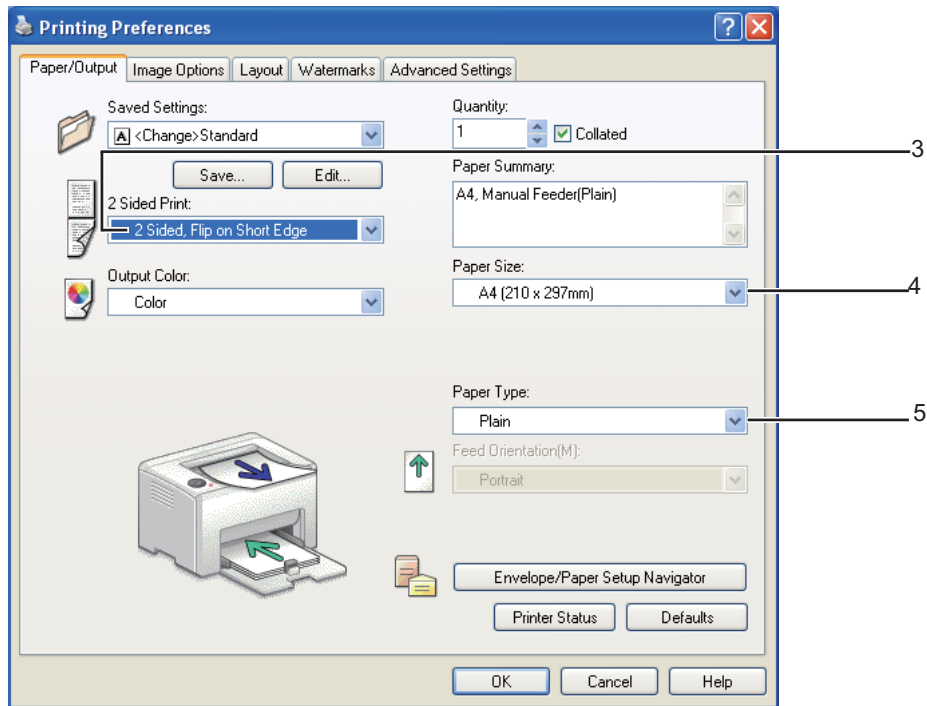 Printing Preferences
Paper/Output Image Options Layout Watermarks Advanced Settings
Saved Settings:
A <Change>Standard
Save... Edit...
2 Sided Print:
2 Sided, Flip on Short Edge
Output Color:
Color
Quantity:
1 Collated
3
Paper Summary:
A4, Manual Feeder(Plain)
Paper Size:
A4 (210 x 297mm)
4
Paper Type:
Plain
5
Feed Orientation(M):
Portrait
Envelope/Paper Setup Navigator
Printer Status Defaults
OK Cancel Help